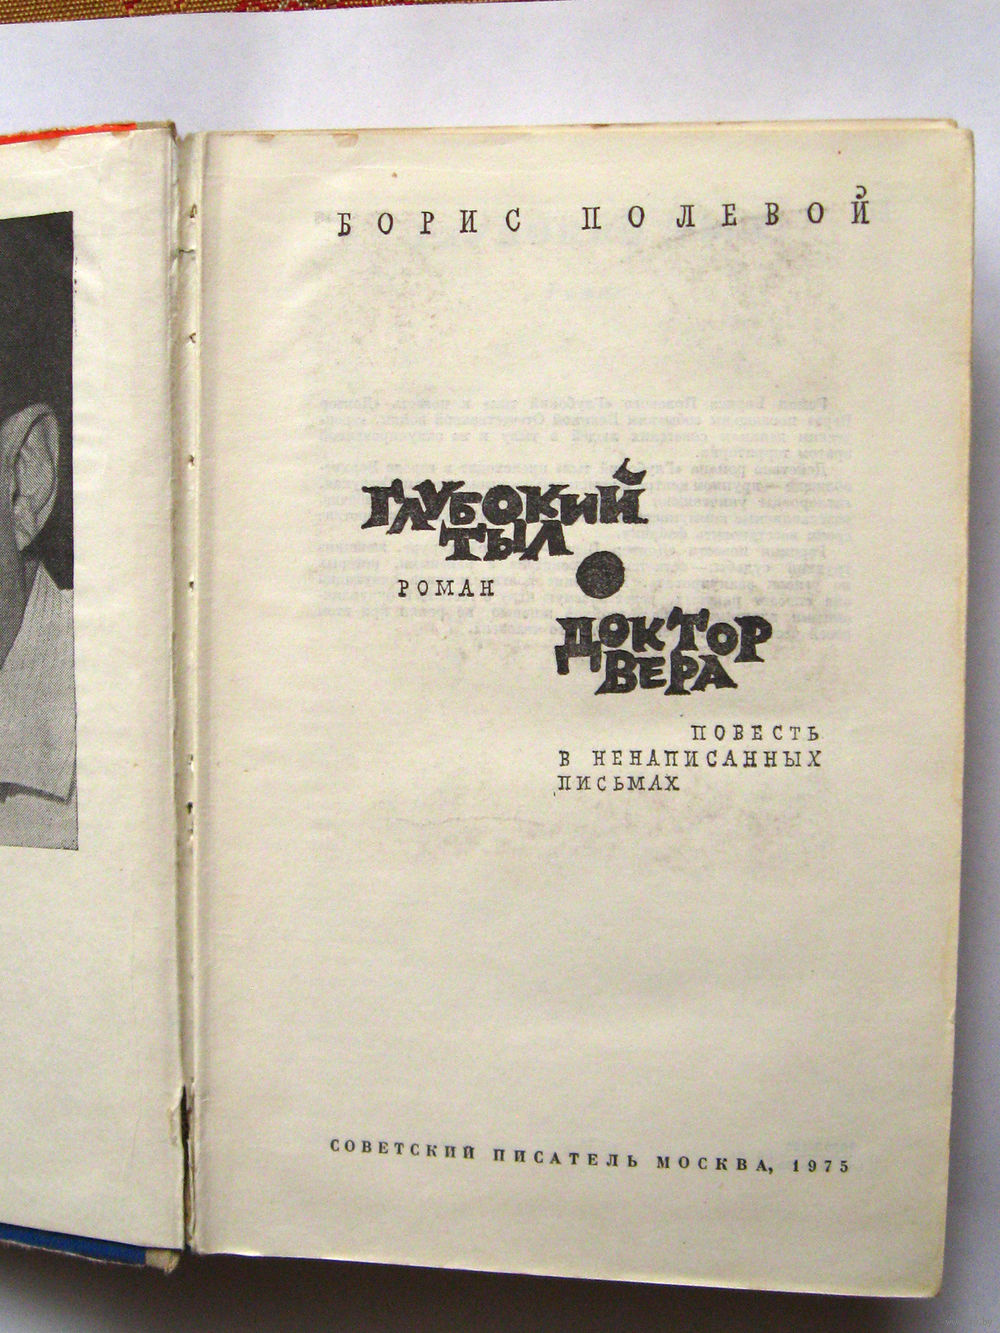 БОРИС ПОЛЕВОЙ
ГЛУБОКИЙ
ТЫЛ
РОМАН
ДОКТОР
ВЕРА
ПОВЕСТЬ
В НЕНАПИСАННЫХ
ПИСЬМАХ
СОВЕТСКИЙ ПИСАТЕЛЬ МОСКВА, 1975